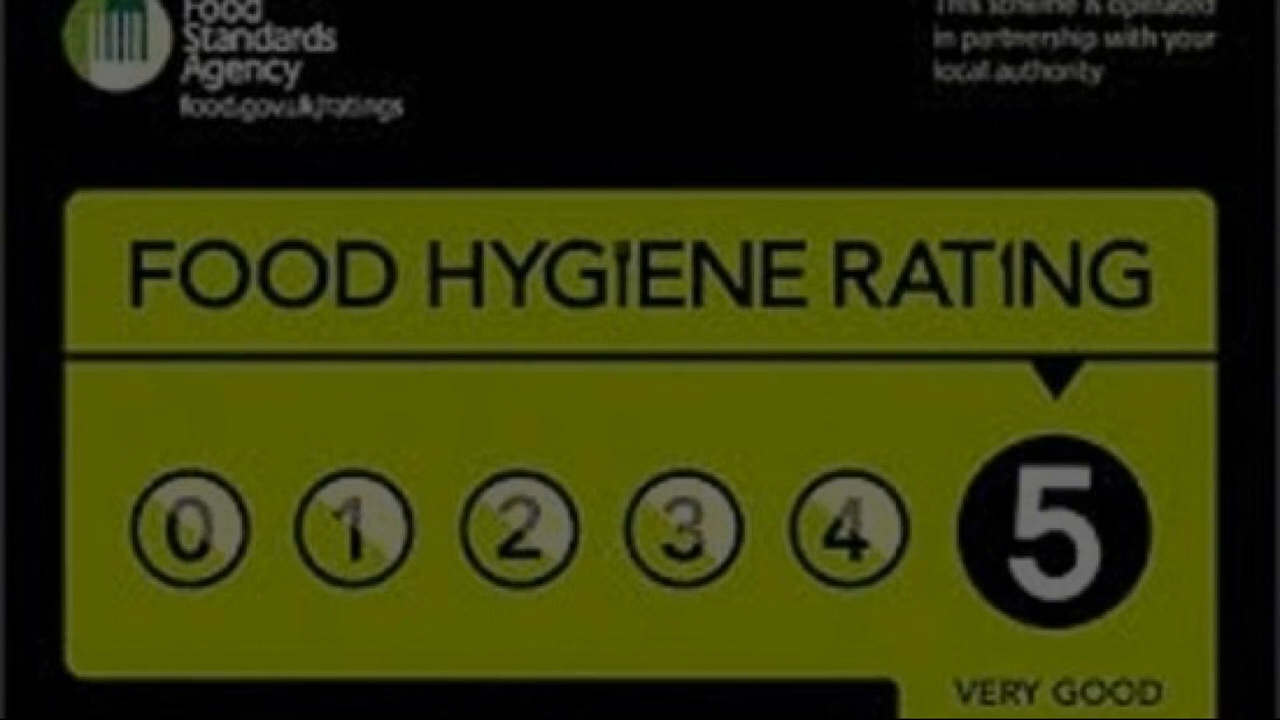 Food
Standards
Agency
food.gov.uk/ratings
This scheme is operated
in partnership with your
local authority
FOOD HYGIENE RATING
0 1 2 3 4 5
VERY GOOD